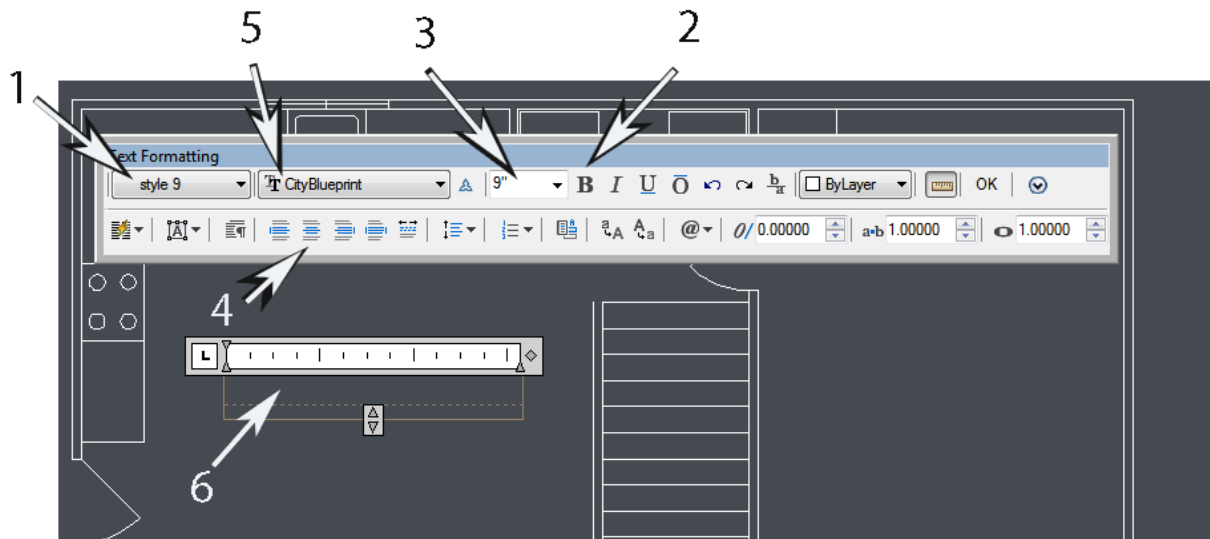 5
3
2
1
Text Formatting
style 9 CityBlueprint 9" B I U O b/a ByLayer OK
A a A A a @ 0/ 0.00000 a•b 1.00000 O 1.00000
4
L
6